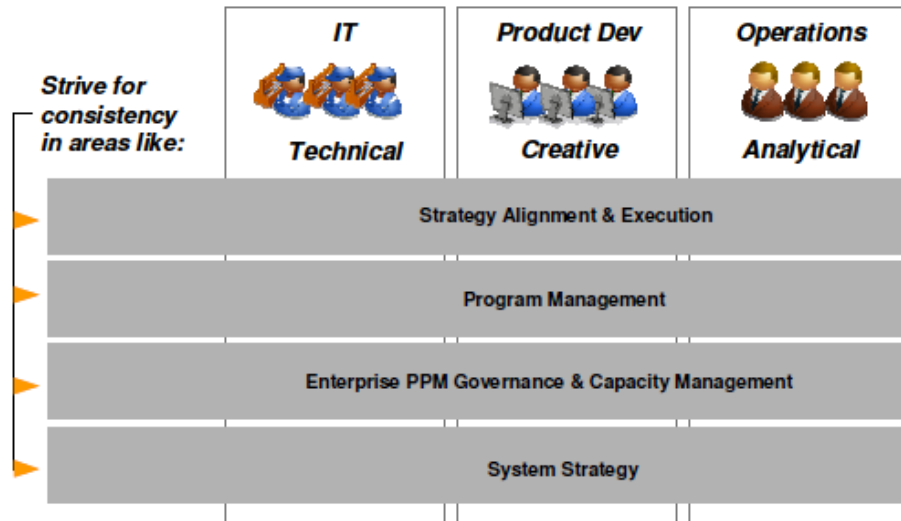 IT
Product Dev
Operations
Strive for
consistency
in areas like:
Technical
Creative
Analytical
Strategy Alignment & Execution
Program Management
Enterprise PPM Governance & Capacity Management
System Strategy